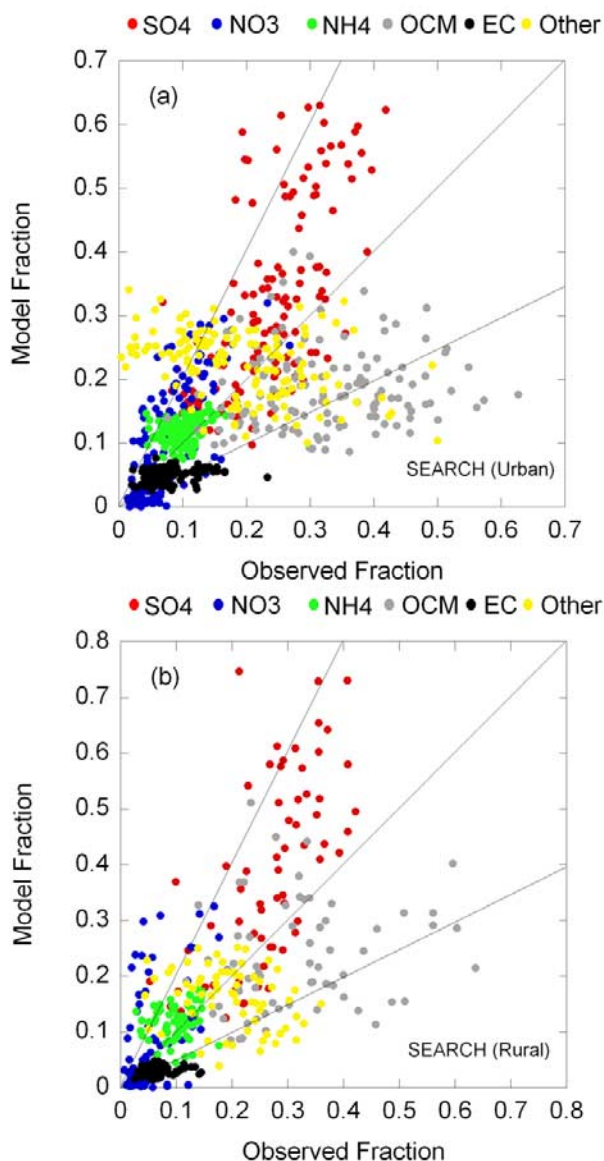 SO4 NO3 NH4 OCM EC Other
0.7
(a)
0.6
0.5
0.4
Model Fraction
0.3
0.2
0.1
SEARCH (Urban)
0
0 0.1 0.2 0.3 0.4 0.5 0.6 0.7
Observed Fraction
SO4 NO3 NH4 OCM EC Other
0.8
(b)
0.7
0.6
0.5
Model Fraction
0.4
0.3
0.2
0.1
SEARCH (Rural)
0
0 0.1 0.2 0.3 0.4 0.5 0.6 0.7 0.8
Observed Fraction